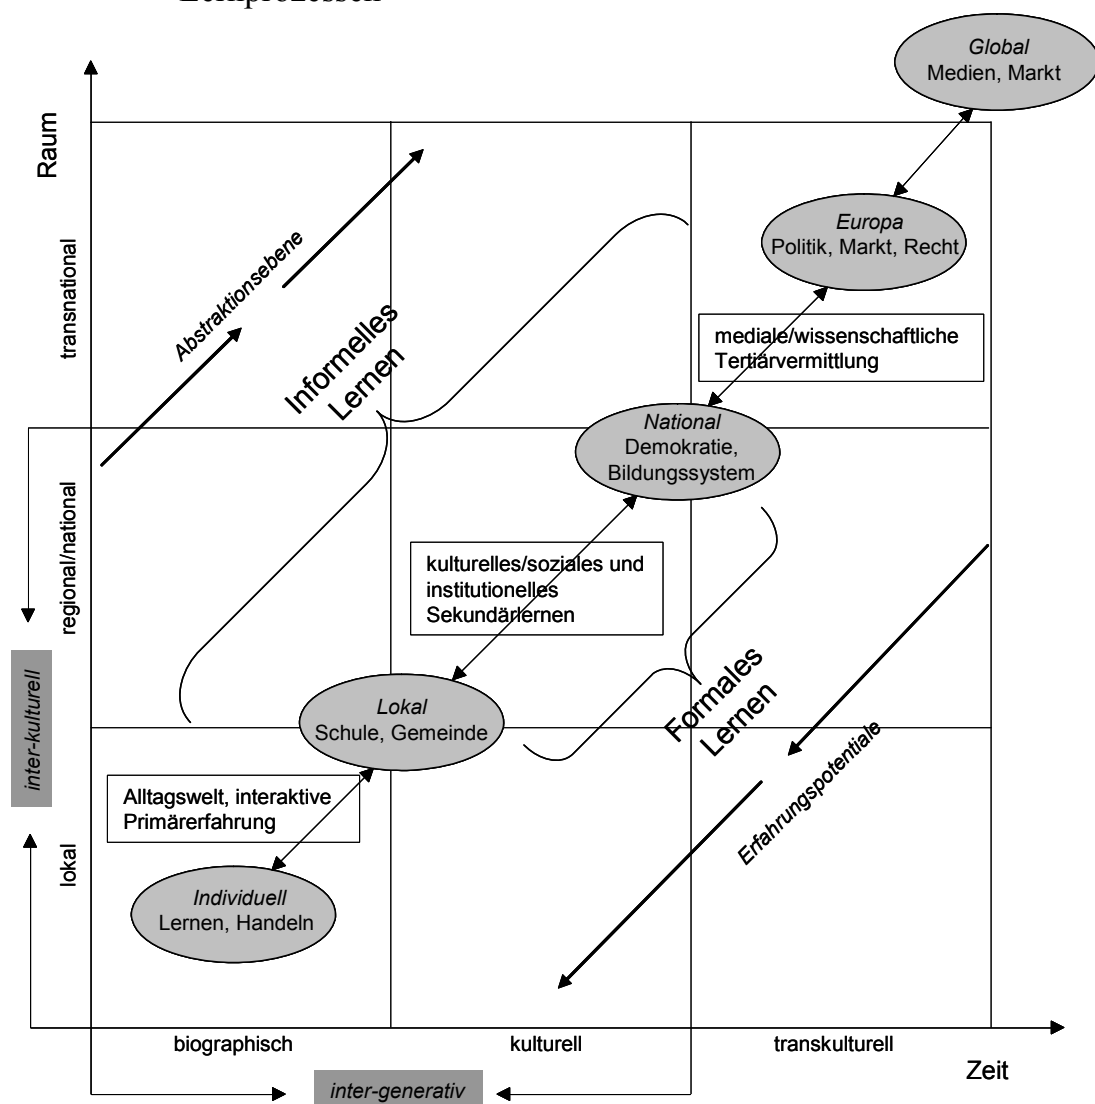 Lernprozessen
Global
Medien, Markt
Raum
Europa
Politik, Markt, Recht
transnational
Abstraktionsebene
Informelles
Lernen
mediale/wissenschaftliche
Tertiärvermittlung
National
Demokratie,
Bildungssystem
regional/national
kulturelles/soziales und
institutionelles
Sekundärlernen
inter-kulturell
Lokal
Schule, Gemeinde
Formales
Lernen
Erfahrungspotentiale
Alltagswelt, interaktive
Primärerfahrung
lokal
Individuell
Lernen, Handeln
biographisch
kulturell
transkulturell
Zeit
inter-generativ